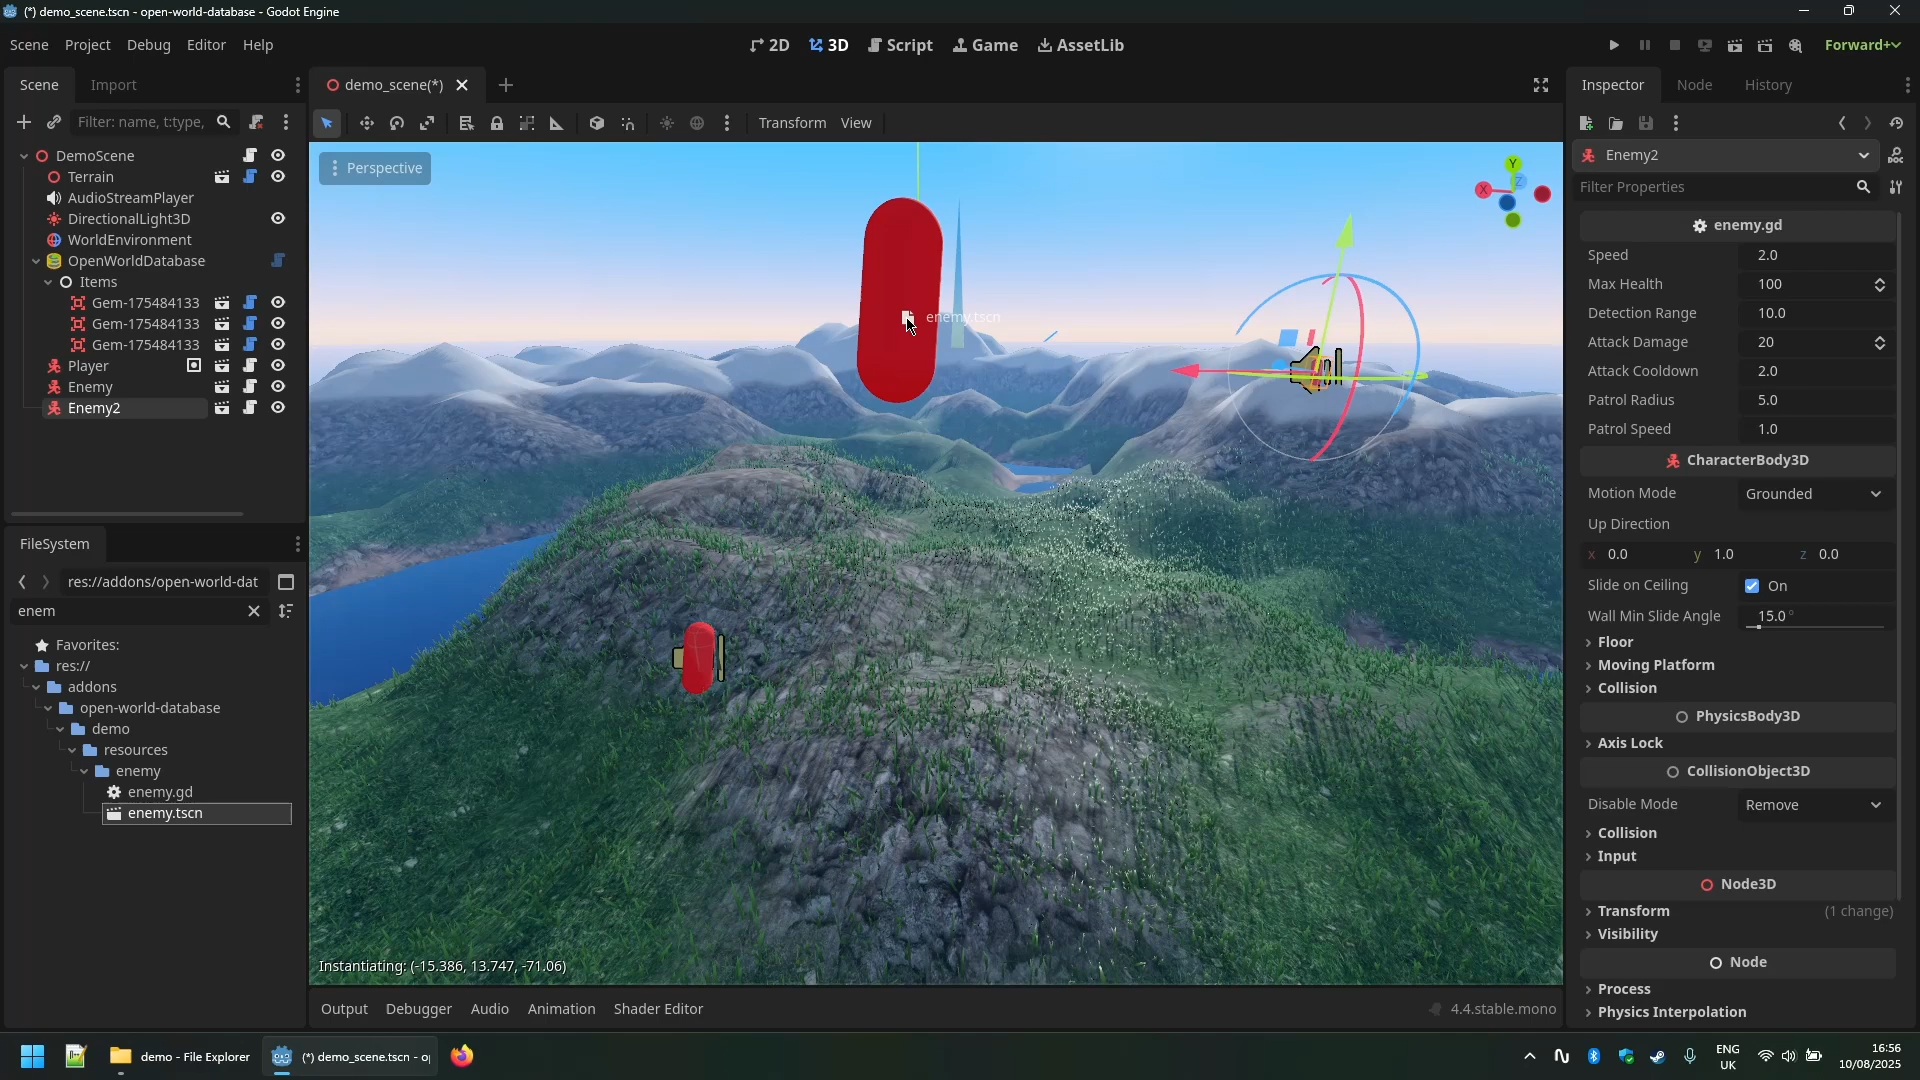 (*) demo_scene.tscn - open-world-database - Godot Engine
Scene Project Debug Editor Help
2D 3D Script Game AssetLib
Forward+
Scene Import
demo_scene(*)
Inspector Node History
Filter: name, t:type,
Transform View
Enemy2
Filter Properties
DemoScene
Terrain
AudioStreamPlayer
DirectionalLight3D
WorldEnvironment
OpenWorldDatabase
Items
Gem-175484133
Gem-175484133
Gem-175484133
Player
Enemy
Enemy2
FileSystem
res://addons/open-world-dat
enem
Favorites:
res://
addons
open-world-database
demo
resources
enemy
enemy.gd
enemy.tscn
Perspective
Y
X
Z
enemy.tscn
Instantiating: (-15.386, 13.747, -71.06)
Output Debugger Audio Animation Shader Editor
4.4.stable.mono
enemy.gd
Speed 2.0
Max Health 100
Detection Range 10.0
Attack Damage 20
Attack Cooldown 2.0
Patrol Radius 5.0
Patrol Speed 1.0
CharacterBody3D
Motion Mode Grounded
Up Direction
x 0.0 y 1.0 z 0.0
Slide on Ceiling On
Wall Min Slide Angle 15.0 °
Floor
Moving Platform
Collision
PhysicsBody3D
Axis Lock
CollisionObject3D
Disable Mode Remove
Collision
Input
Node3D
Transform (1 change)
Visibility
Node
Process
Physics Interpolation
demo - File Explorer
(*) demo_scene.tscn - o
ENG
UK
16:56
10/08/2025